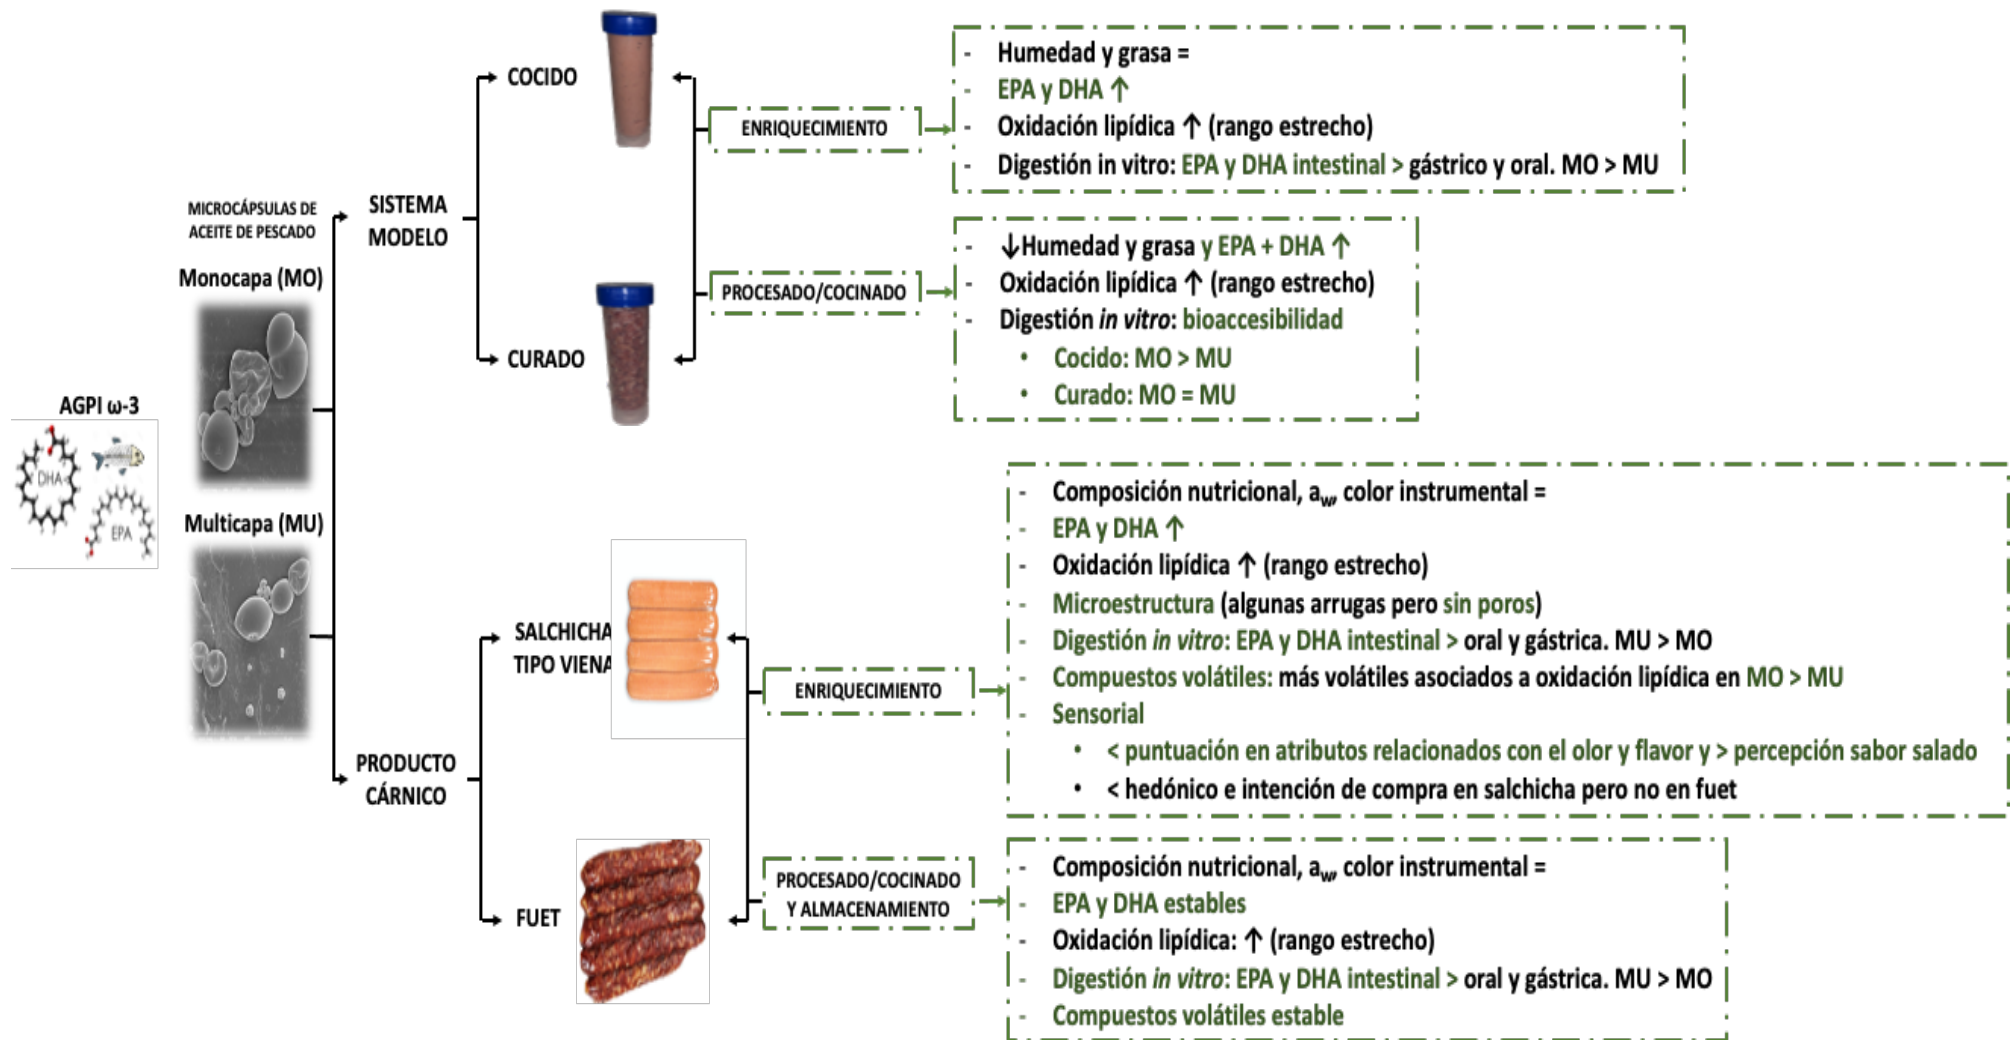 AGPI ω-3
DHA
EPA
MICROCÁPSULAS DE
ACEITE DE PESCADO
Monocapa (MO)
Multicapa (MU)
SISTEMA
MODELO
COCIDO
CURADO
ENRIQUECIMIENTO
- Humedad y grasa =
- EPA y DHA ↑
- Oxidación lipídica ↑ (rango estrecho)
- Digestión in vitro: EPA y DHA intestinal > gástrico y oral. MO > MU
PROCESADO/COCINADO
- ↓Humedad y grasa y EPA + DHA ↑
- Oxidación lipídica ↑ (rango estrecho)
- Digestión in vitro: bioaccesibilidad
• Cocido: MO > MU
• Curado: MO = MU
PRODUCTO
CÁRNICO
SALCHICHA
TIPO VIENA
FUET
ENRIQUECIMIENTO
- Composición nutricional, aw, color instrumental =
- EPA y DHA ↑
- Oxidación lipídica ↑ (rango estrecho)
- Microestructura (algunas arrugas pero sin poros)
- Digestión in vitro: EPA y DHA intestinal > oral y gástrica. MU > MO
- Compuestos volátiles: más volátiles asociados a oxidación lipídica en MO > MU
- Sensorial
• < puntuación en atributos relacionados con el olor y flavor y > percepción sabor salado
• < hedónico e intención de compra en salchicha pero no en fuet
PROCESADO/COCINADO
Y ALMACENAMIENTO
- Composición nutricional, aw, color instrumental =
- EPA y DHA estables
- Oxidación lipídica: ↑ (rango estrecho)
- Digestión in vitro: EPA y DHA intestinal > oral y gástrica. MU > MO
- Compuestos volátiles estable